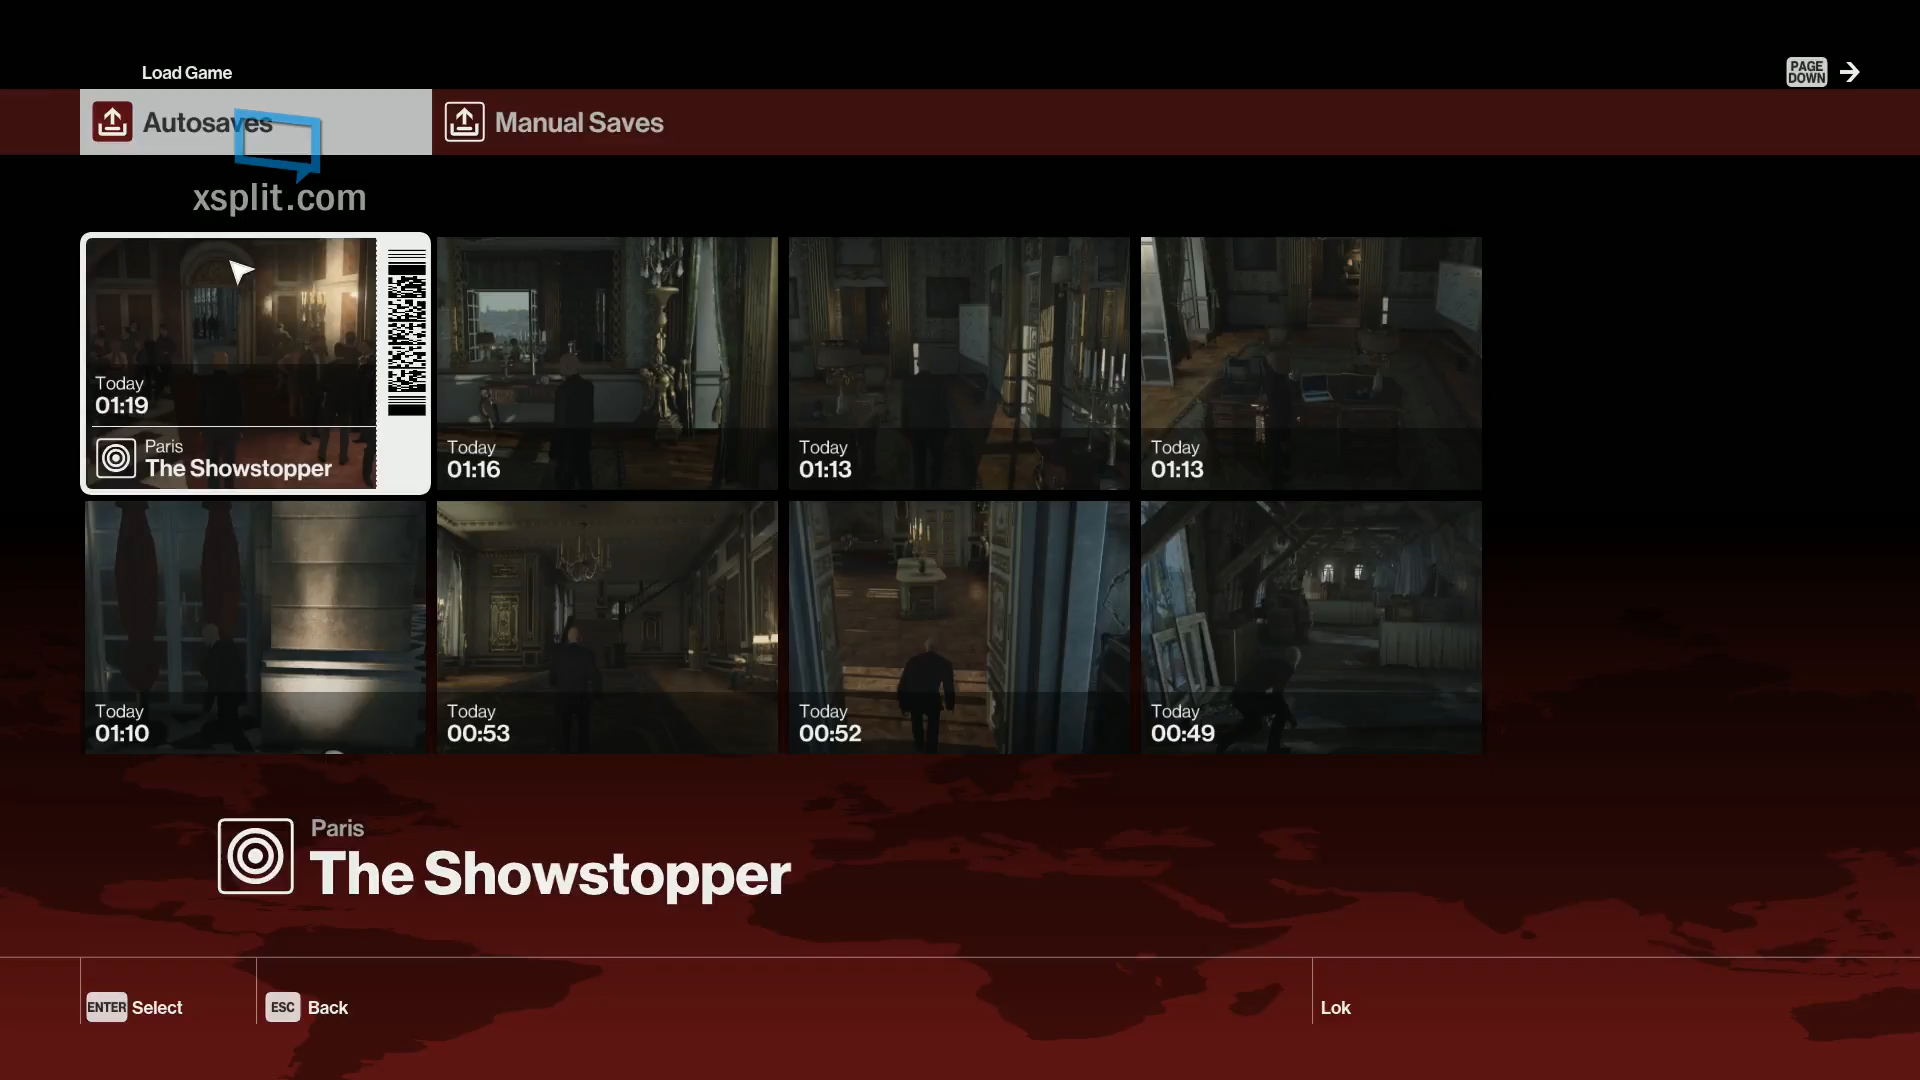 Load Game
PAGE DOWN
Autosaves
Manual Saves
xsplit.com
Today
01:19
Paris
The Showstopper
Today
01:16
Today
01:13
Today
01:13
Today
01:10
Today
00:53
Today
00:52
Today
00:49
Paris
The Showstopper
ENTER Select
ESC Back
Lok